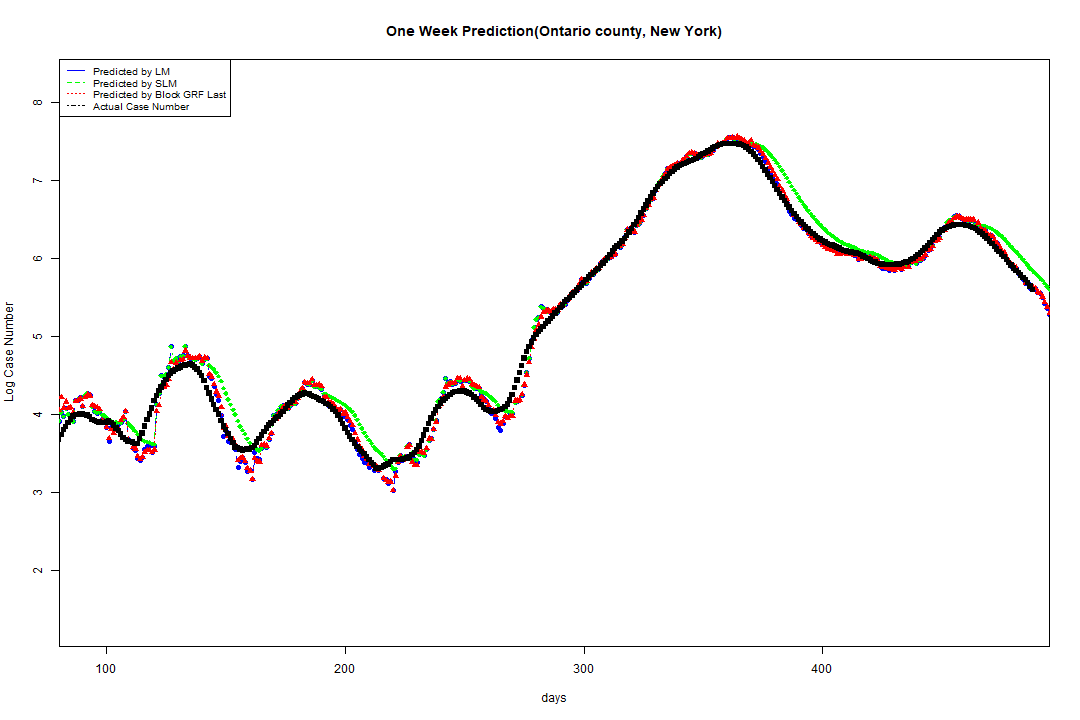 One Week Prediction(Ontario county, New York)
Predicted by LM
Predicted by SLM
Predicted by Block GRF Last
Actual Case Number
8
7
6
5
4
3
2
Log Case Number
100 200 300 400
days